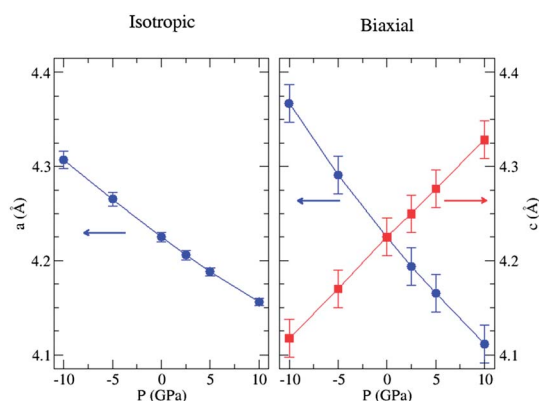 Isotropic
Biaxial
4.4
4.3
4.2
4.1
a (Å)
-10 -5 0 5 10
P (GPa)
-10 -5 0 5 10
P (GPa)
4.4
4.3
4.2
4.1
c (Å)